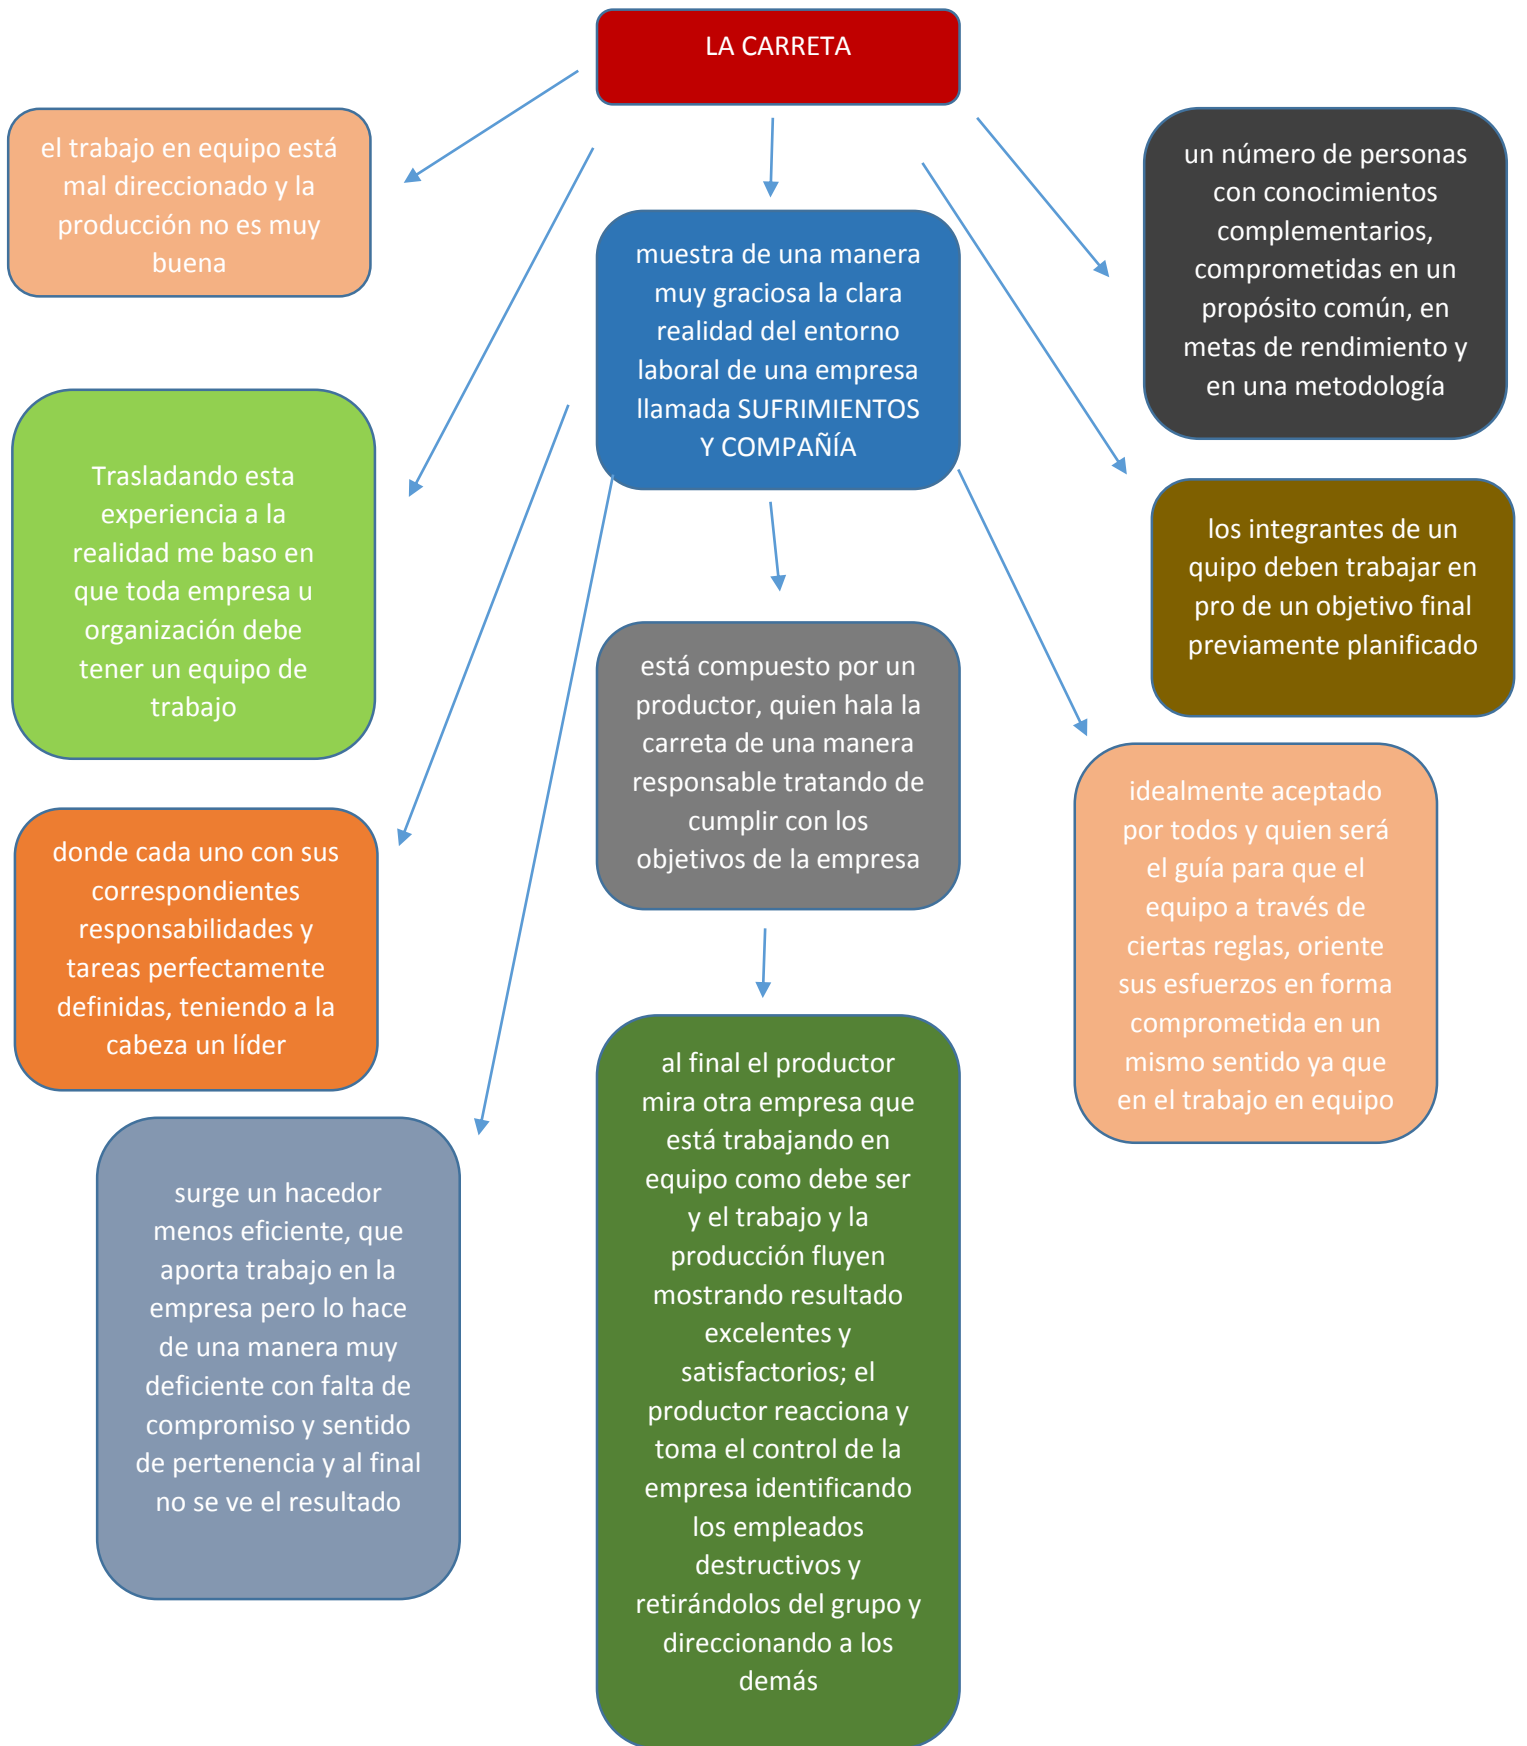 LA CARRETA
el trabajo en equipo está
mal direccionado y la
producción no es muy
buena
un número de personas
con conocimientos
complementarios,
comprometidas en un
propósito común, en
metas de rendimiento y
en una metodología
muestra de una manera
muy graciosa la clara
realidad del entorno
laboral de una empresa
llamada SUFRIMIENTOS
Y COMPAÑÍA
Trasladando esta
experiencia a la
realidad me baso en
que toda empresa u
organización debe
tener un equipo de
trabajo
los integrantes de un
quipo deben trabajar en
pro de un objetivo final
previamente planificado
está compuesto por un
productor, quien hala la
carreta de una manera
responsable tratando de
cumplir con los
objetivos de la empresa
idealmente aceptado
por todos y quien será
el guía para que el
equipo a través de
ciertas reglas, oriente
sus esfuerzos en forma
comprometida en un
mismo sentido ya que
en el trabajo en equipo
donde cada uno con sus
correspondientes
responsabilidades y
tareas perfectamente
definidas, teniendo a la
cabeza un líder
al final el productor
mira otra empresa que
está trabajando en
equipo como debe ser
y el trabajo y la
producción fluyen
mostrando resultado
excelentes y
satisfactorios; el
productor reacciona y
toma el control de la
empresa identificando
los empleados
destructivos y
retirándolos del grupo y
direccionando a los
demás
surge un hacedor
menos eficiente, que
aporta trabajo en la
empresa pero lo hace
de una manera muy
deficiente con falta de
compromiso y sentido
de pertenencia y al final
no se ve el resultado